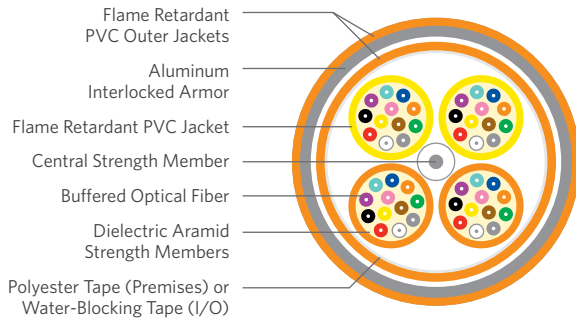 Flame Retardant
PVC Outer Jackets
Aluminum
Interlocked Armor
Flame Retardant PVC Jacket
Central Strength Member
Buffered Optical Fiber
Dielectric Aramid
Strength Members
Polyester Tape (Premises) or
Water-Blocking Tape (I/O)